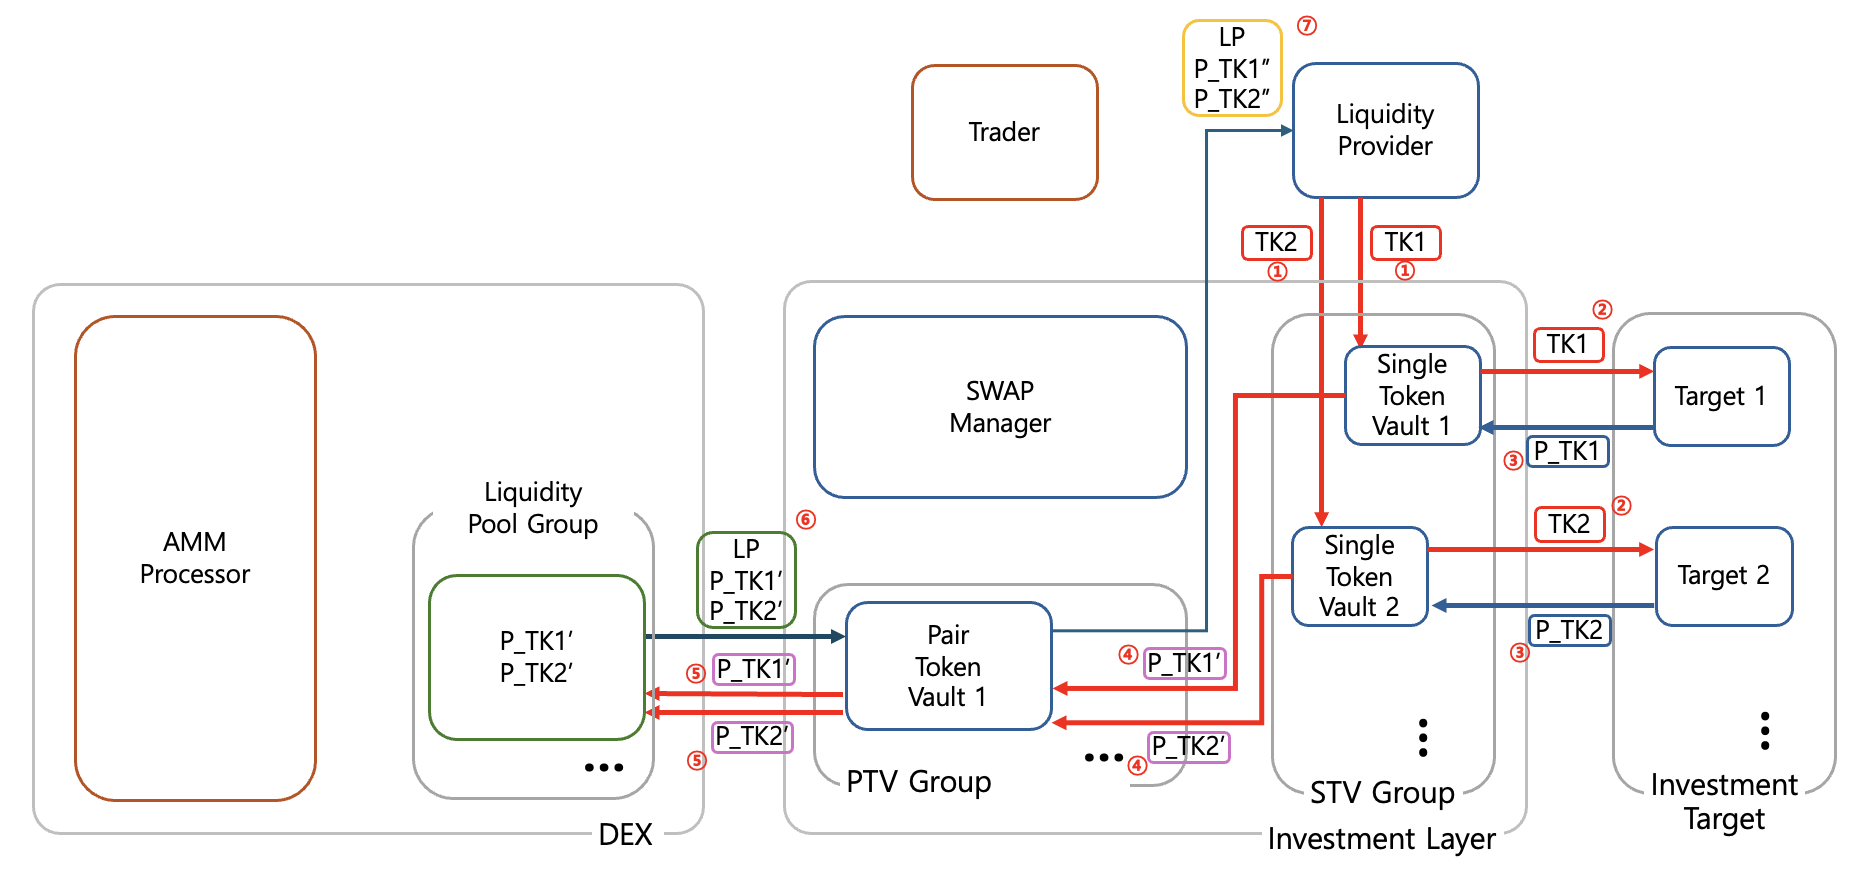 ⑦
LP
P_TK1″
P_TK2″
Trader
Liquidity
Provider
TK2
TK1
①
①
②
TK1
Single
Token
Vault 1
Target 1
SWAP
Manager
③
P_TK1
Liquidity
Pool Group
②
TK2
⑥
LP
P_TK1′
P_TK2′
AMM
Processor
Single
Token
Vault 2
Target 2
P_TK2
③
P_TK1′
P_TK2′
Pair
Token
Vault 1
④
P_TK1′
⑤
P_TK1′
P_TK2′
⑤
④
P_TK2′
•••
•••
PTV Group
STV Group
Investment
Target
DEX
Investment Layer